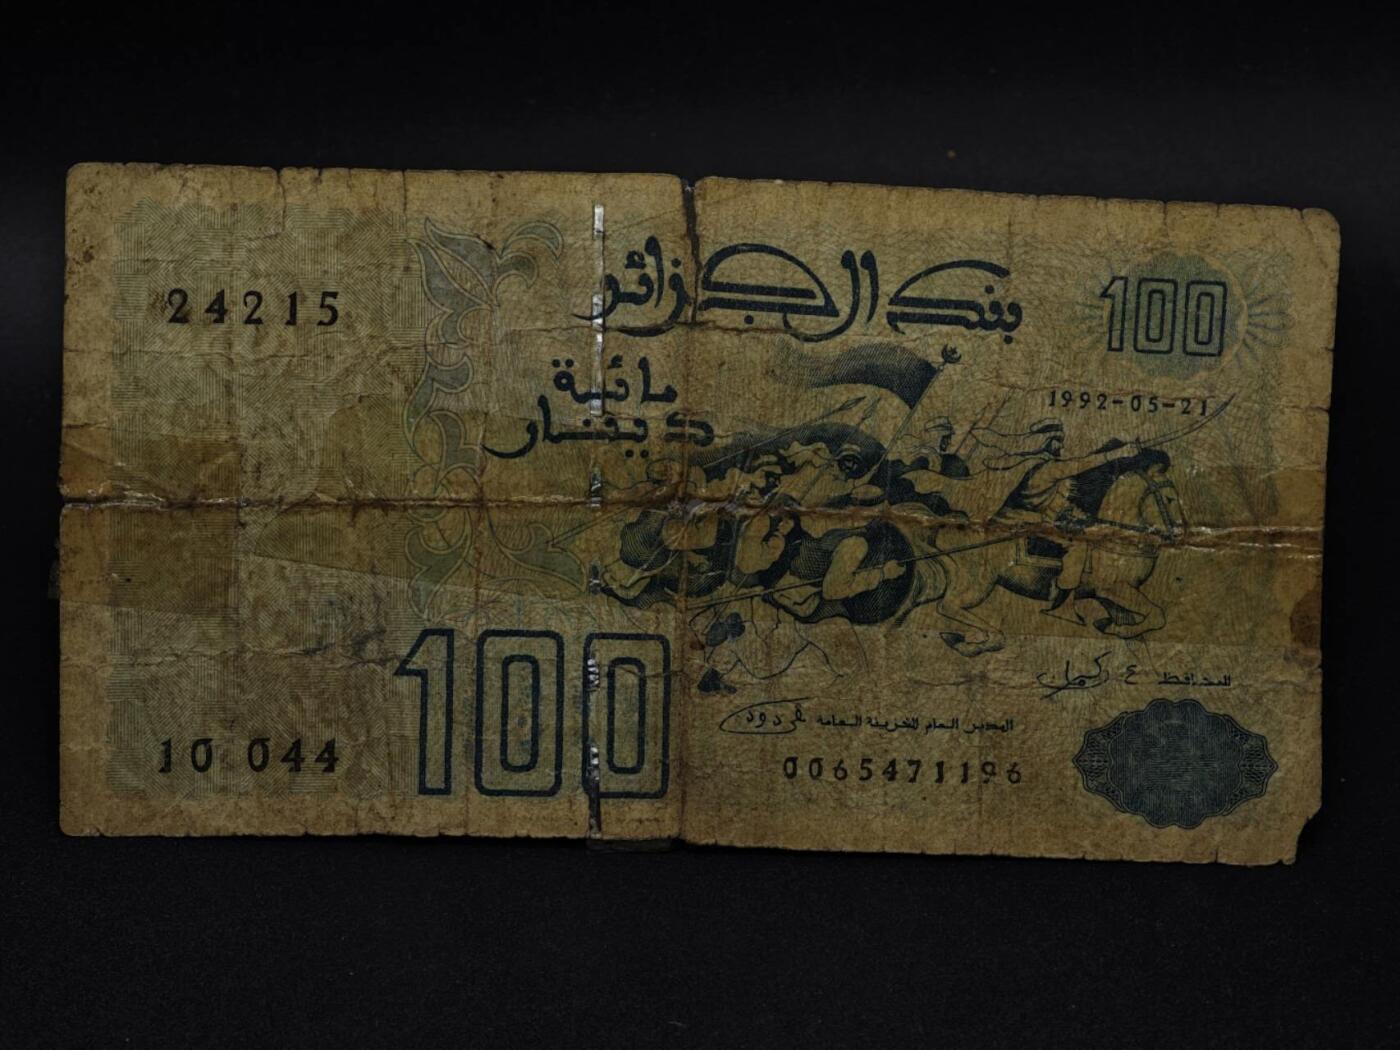 بنك الجزائر
100
24215
مائة
دينار
1992-05-21
المحافظ
المدير العام للخزينة العامة
100
10 044
0065471196